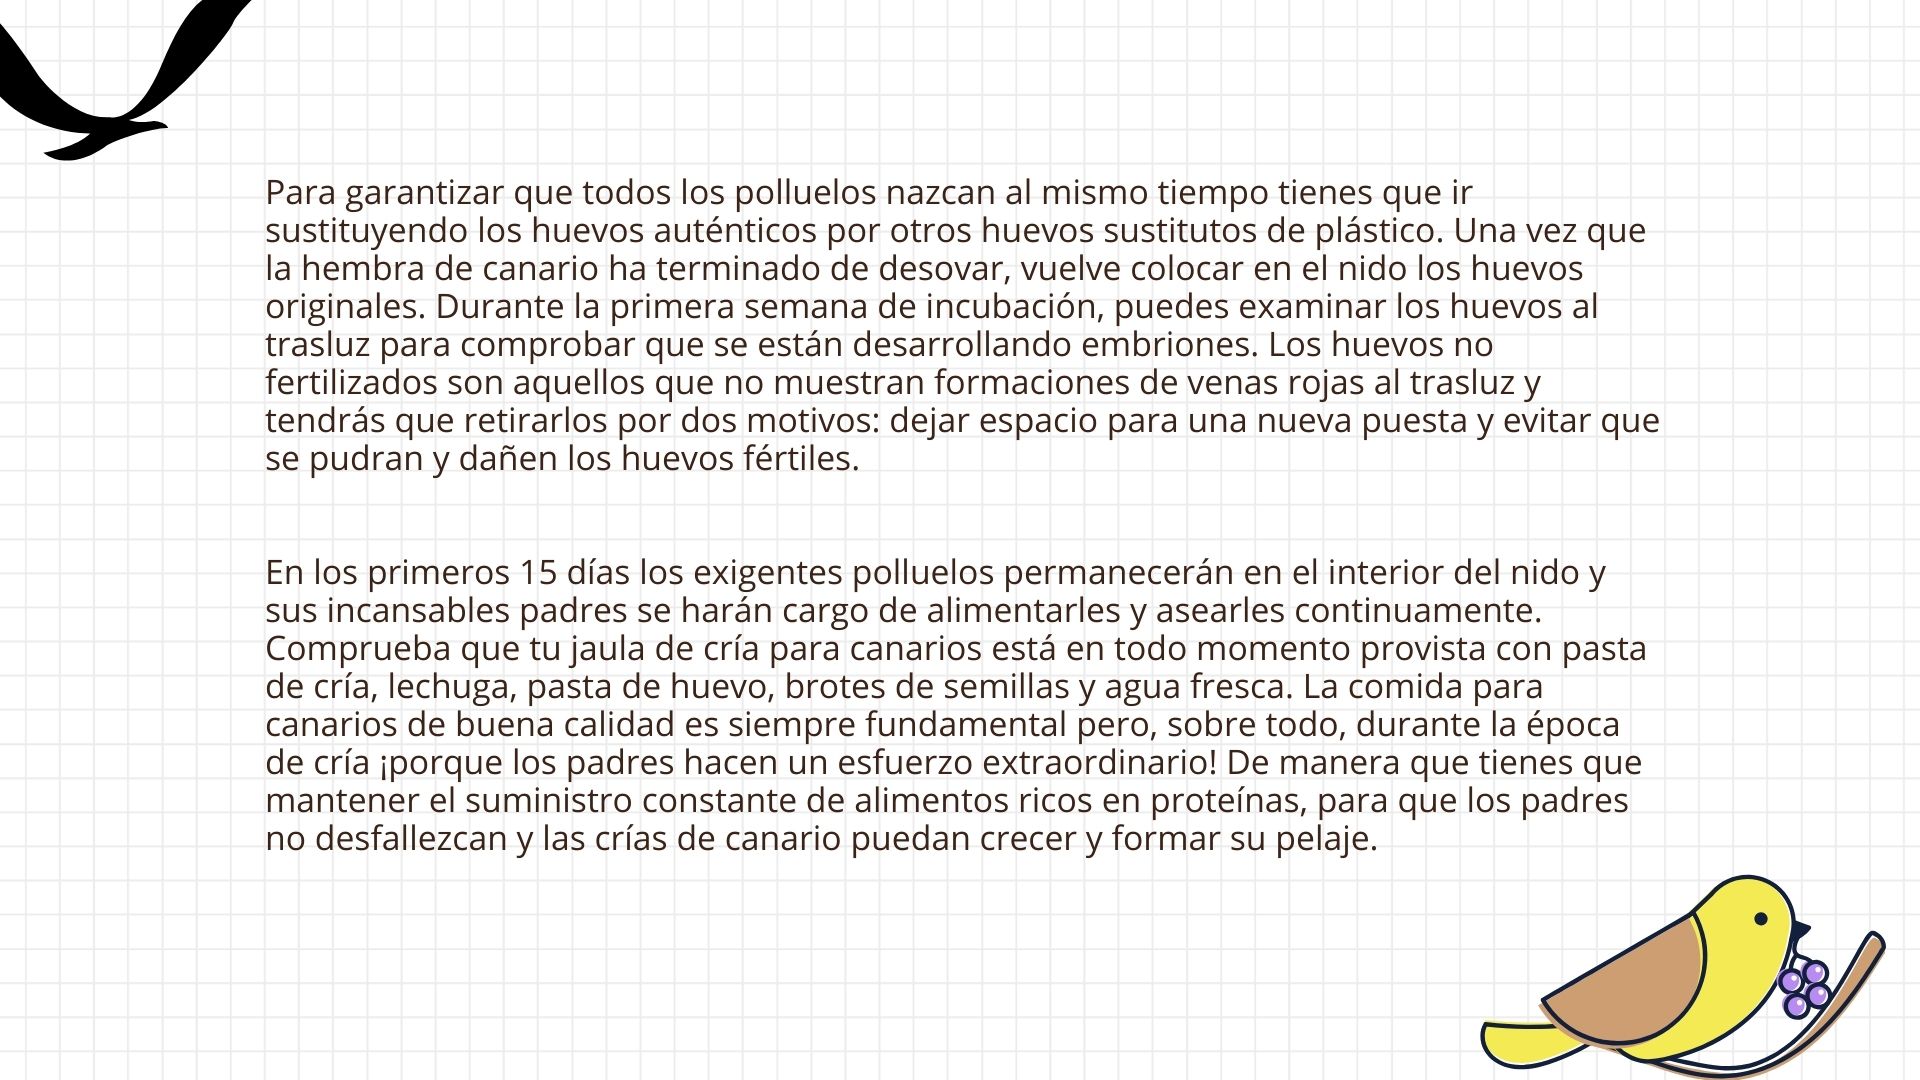 Para garantizar que todos los polluelos nazcan al mismo tiempo tienes que ir
sustituyendo los huevos auténticos por otros huevos sustitutos de plástico. Una vez que
la hembra de canario ha terminado de desovar, vuelve colocar en el nido los huevos
originales. Durante la primera semana de incubación, puedes examinar los huevos al
trasluz para comprobar que se están desarrollando embriones. Los huevos no
fertilizados son aquellos que no muestran formaciones de venas rojas al trasluz y
tendrás que retirarlos por dos motivos: dejar espacio para una nueva puesta y evitar que
se pudran y dañen los huevos fértiles.
En los primeros 15 días los exigentes polluelos permanecerán en el interior del nido y
sus incansables padres se harán cargo de alimentarles y asearles continuamente.
Comprueba que tu jaula de cría para canarios está en todo momento provista con pasta
de cría, lechuga, pasta de huevo, brotes de semillas y agua fresca. La comida para
canarios de buena calidad es siempre fundamental pero, sobre todo, durante la época
de cría ¡porque los padres hacen un esfuerzo extraordinario! De manera que tienes que
mantener el suministro constante de alimentos ricos en proteínas, para que los padres
no desfallezcan y las crías de canario puedan crecer y formar su pelaje.